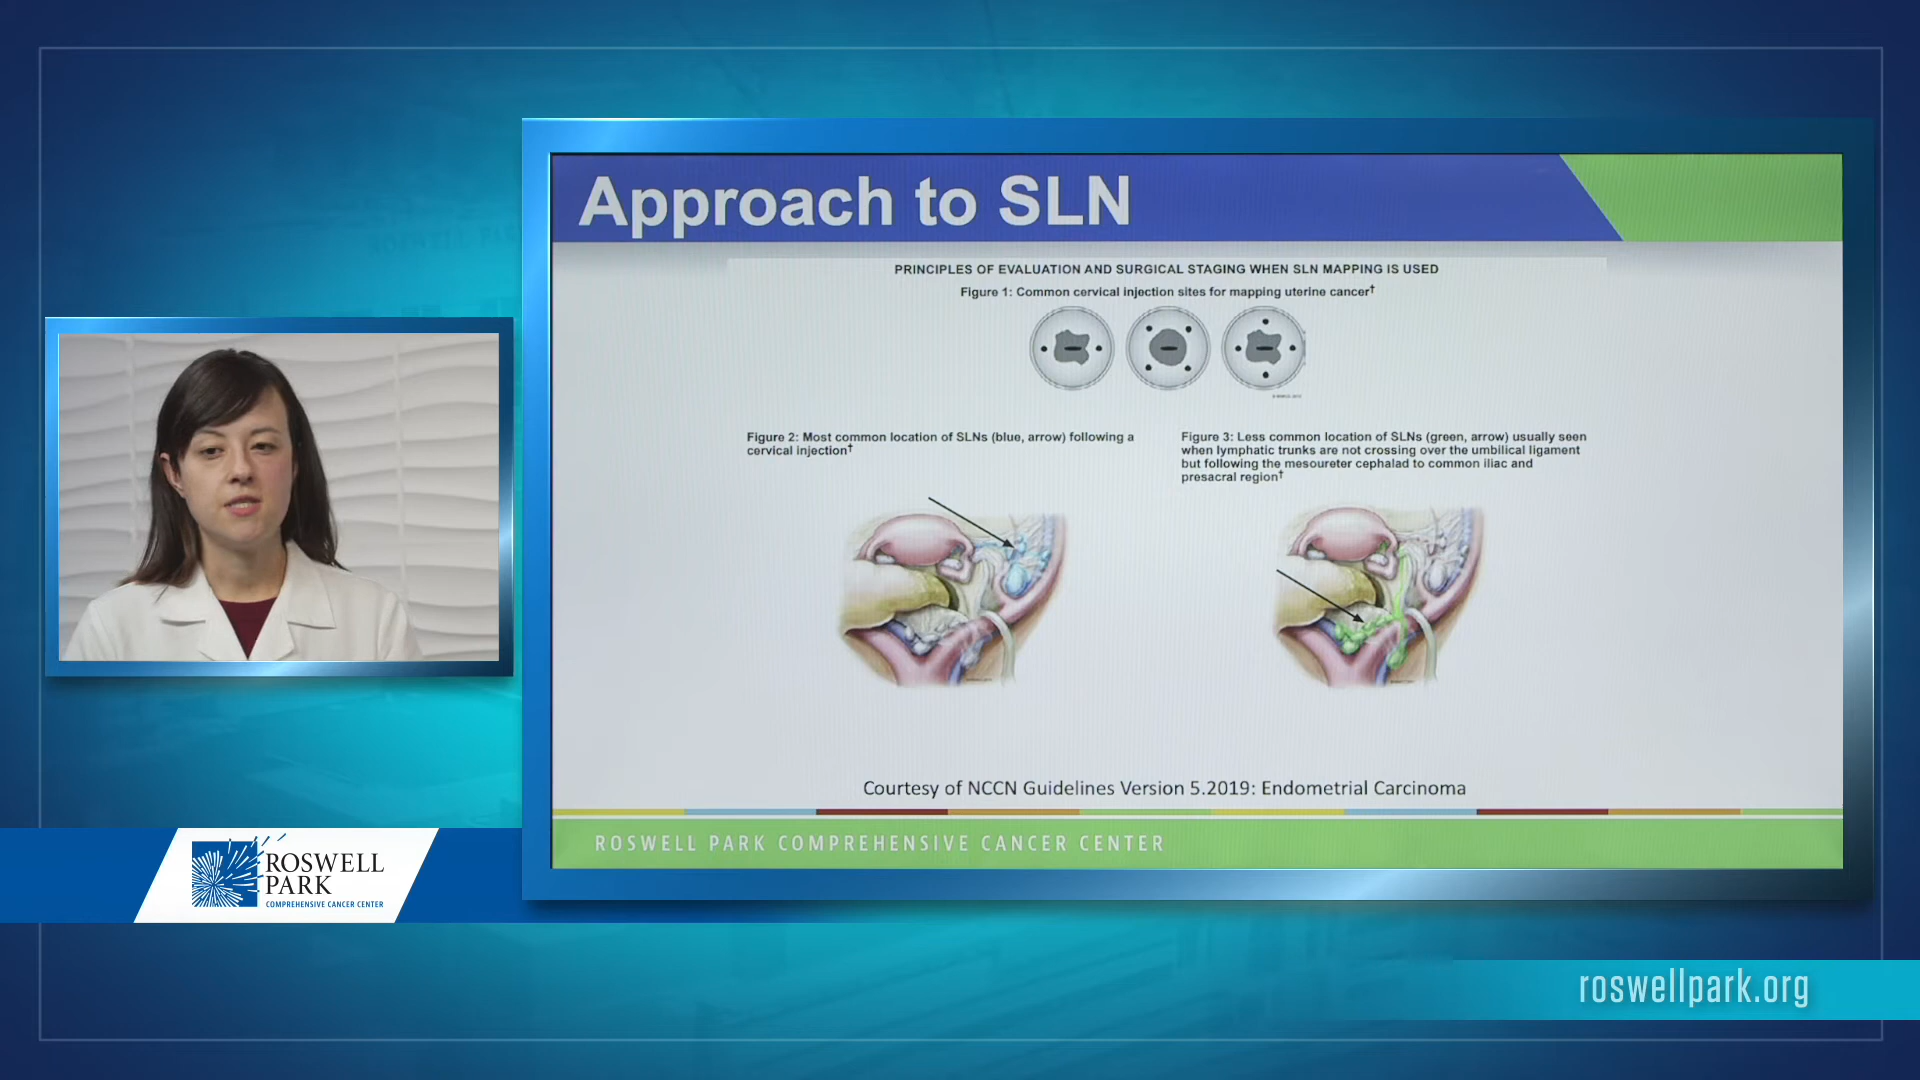 Approach to SLN
PRINCIPLES OF EVALUATION AND SURGICAL STAGING WHEN SLN MAPPING IS USED
Figure 1: Common cervical injection sites for mapping uterine cancer†
Figure 2: Most common location of SLNs (blue, arrow) following a
cervical injection†
Figure 3: Less common location of SLNs (green, arrow) usually seen
when lymphatic trunks are not crossing over the umbilical ligament
but following the mesoureter cephalad to common iliac and
presacral region†
Courtesy of NCCN Guidelines Version 5.2019: Endometrial Carcinoma
ROSWELL PARK COMPREHENSIVE CANCER CENTER
ROSWELL
PARK
COMPREHENSIVE CANCER CENTER
roswellpark.org